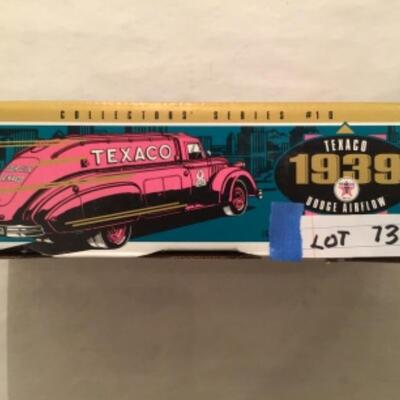 COLLECTORS' SERIES #10
TEXACO
TEXACO
1939
DODGE AIRFLOW
LOT 73